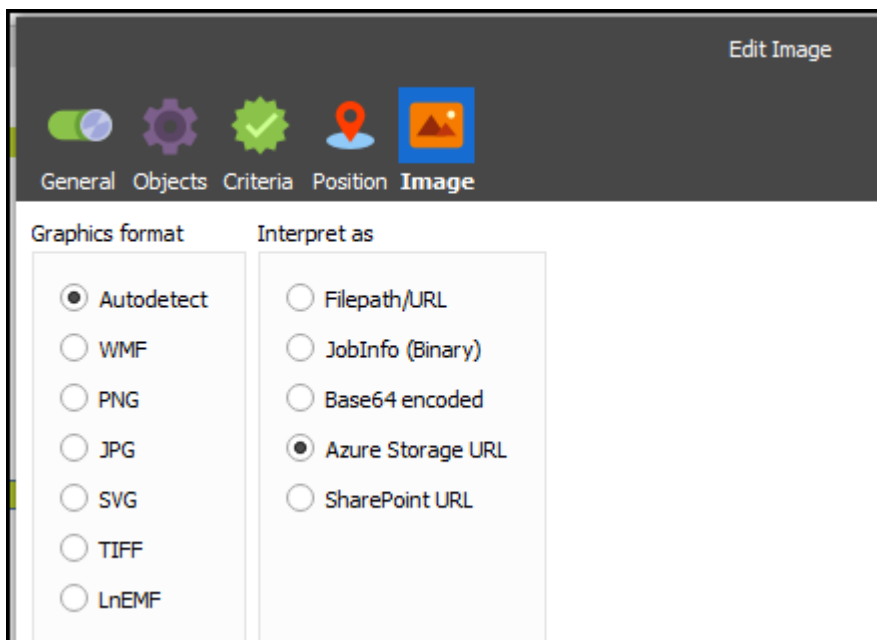 Edit Image
General Objects Criteria Position Image
Graphics format
Autodetect
WMF
PNG
JPG
SVG
TIFF
LnEMF
Interpret as
Filepath/URL
JobInfo (Binary)
Base64 encoded
Azure Storage URL
SharePoint URL